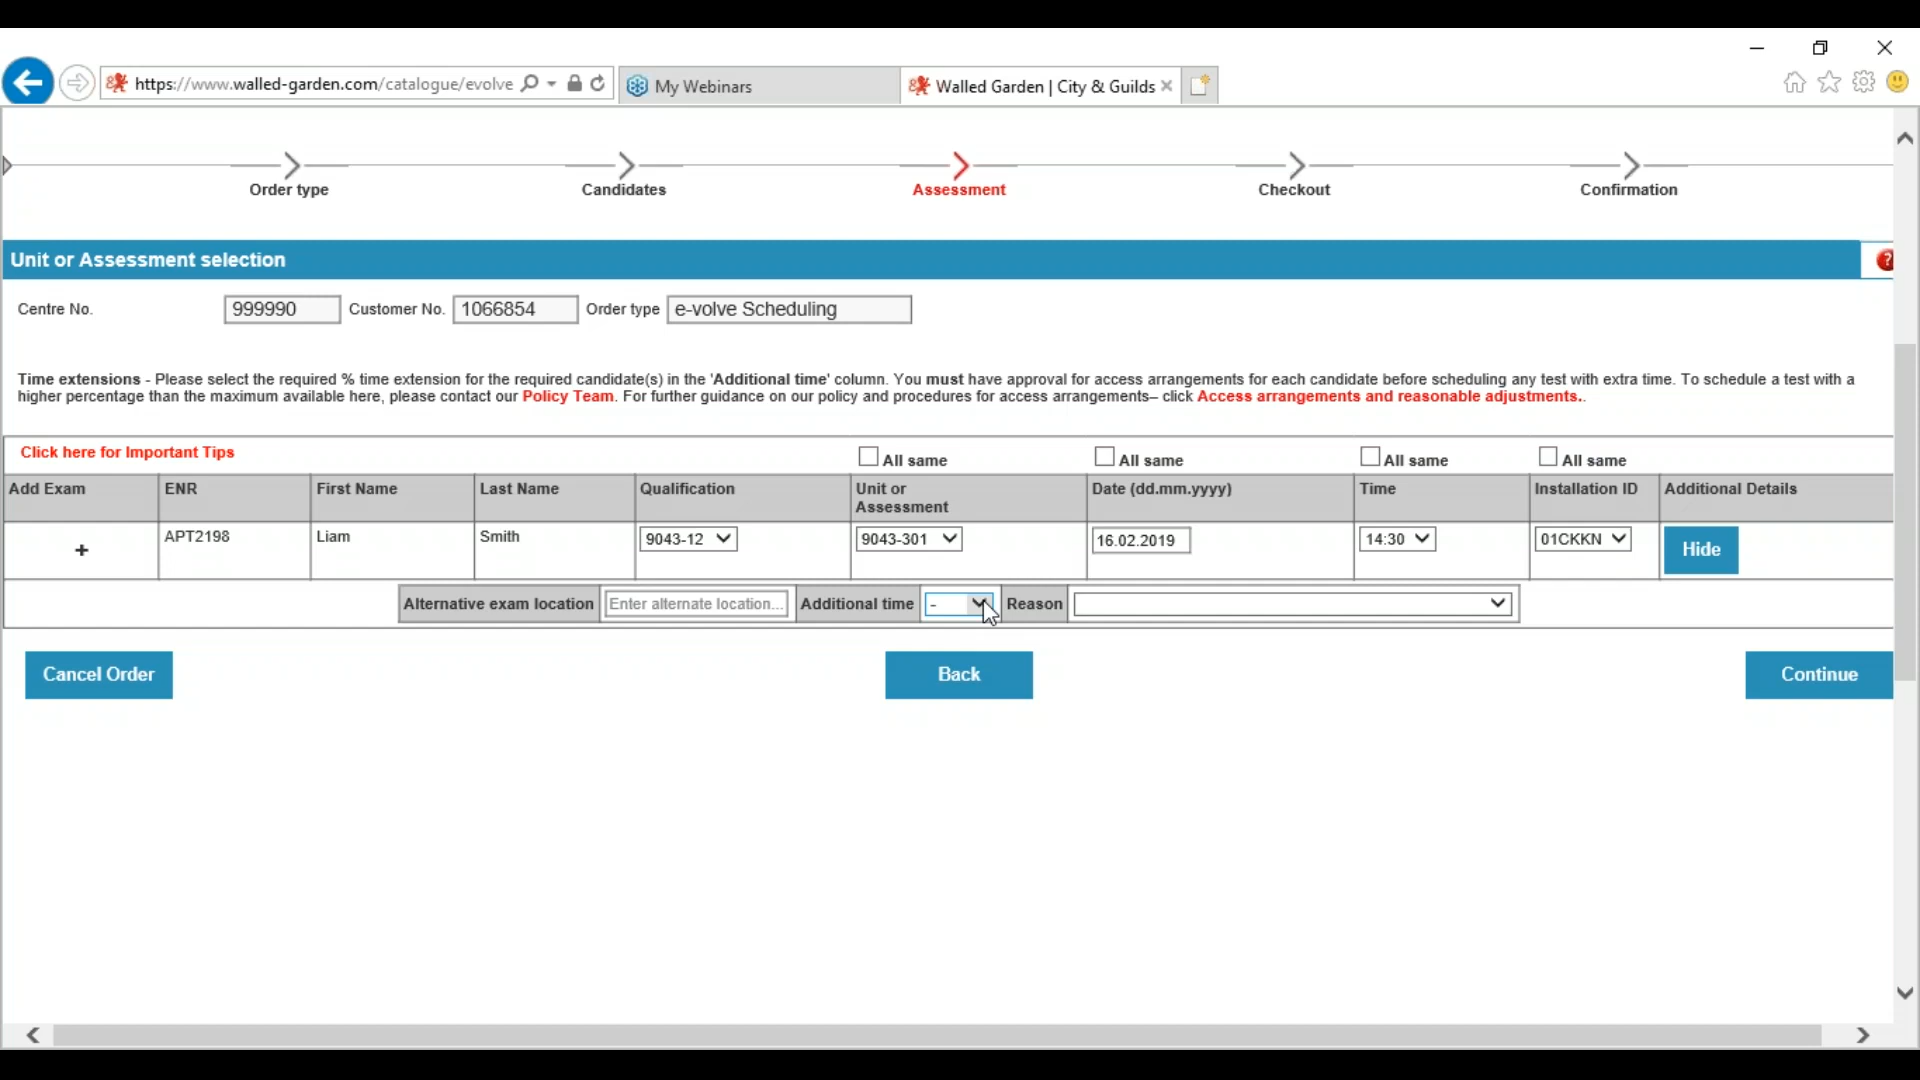 https://www.walled-garden.com/catalogue/evolve
My Webinars
Walled Garden | City & Guilds
Order type
Candidates
Assessment
Checkout
Confirmation
Unit or Assessment selection
?
Centre No. 999990 Customer No. 1066854 Order type e-volve Scheduling
Time extensions - Please select the required % time extension for the required candidate(s) in the 'Additional time' column. You must have approval for access arrangements for each candidate before scheduling any test with extra time. To schedule a test with a
higher percentage than the maximum available here, please contact our Policy Team. For further guidance on our policy and procedures for access arrangements– click Access arrangements and reasonable adjustments..
Click here for Important Tips All same All same All same All same
Add Exam ENR First Name Last Name Qualification Unit or Assessment Date (dd.mm.yyyy) Time Installation ID Additional Details
+ APT2198 Liam Smith 9043-12 9043-301 16.02.2019 14:30 01CKKN Hide
Alternative exam location Enter alternate location... Additional time - Reason
Cancel Order Back Continue